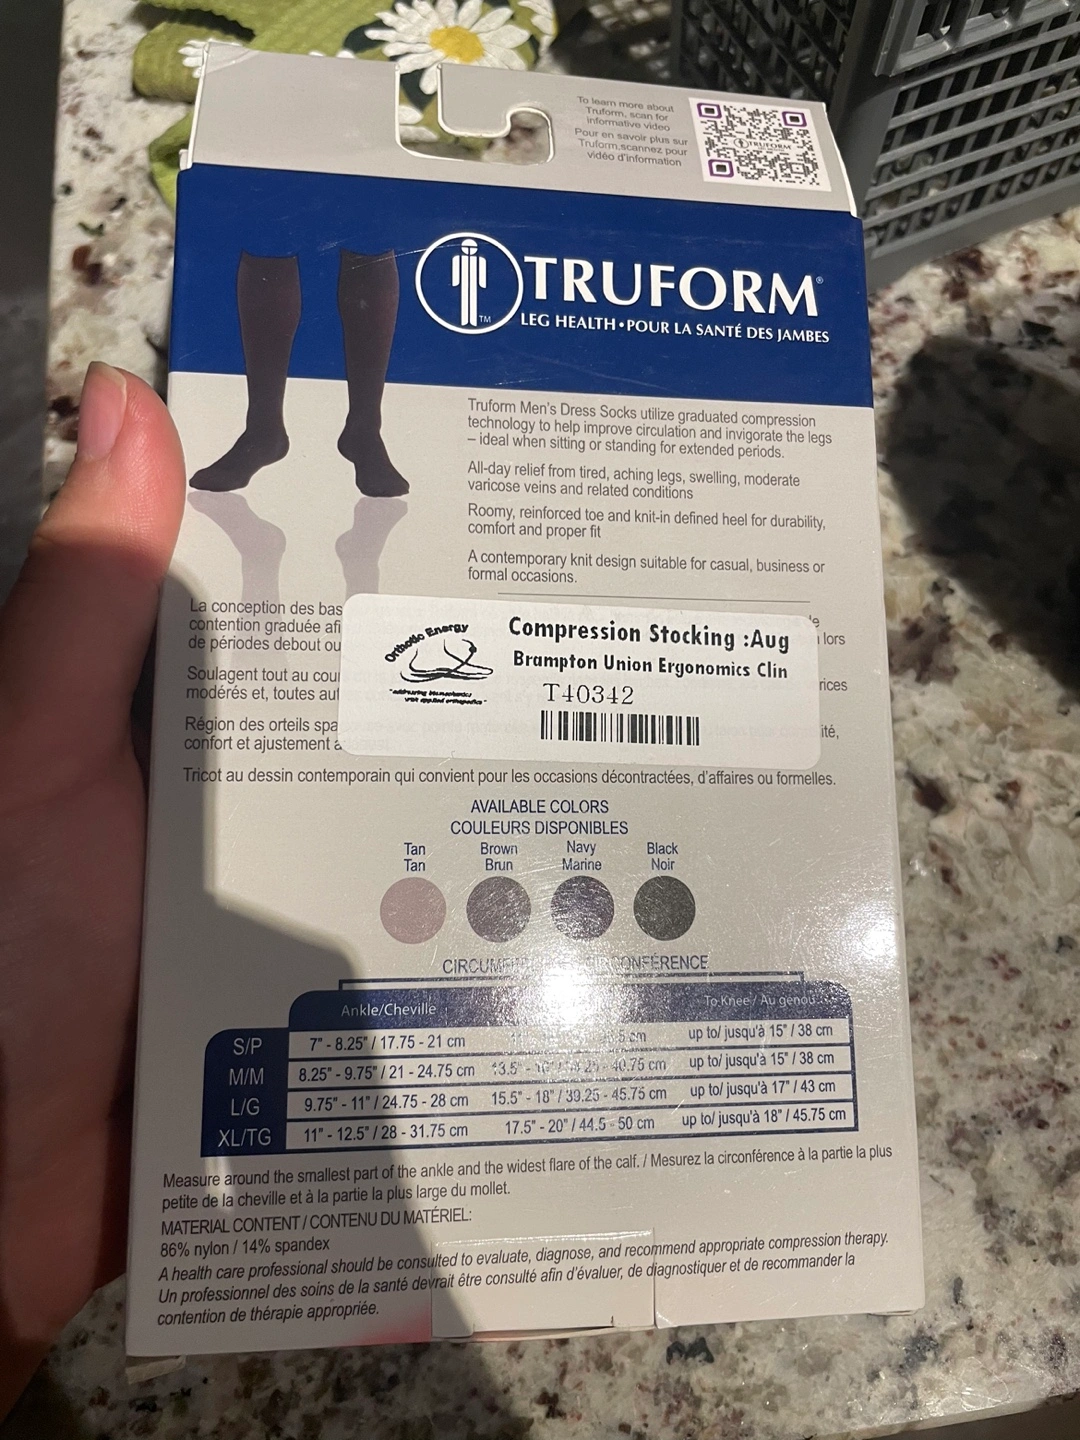 To learn more about
Truform, scan for
informative video
Pour en savoir plus sur
Truform,scannez pour
vidéo d'information
TRUFORM
TRUFORM®
TM
LEG HEALTH • POUR LA SANTÉ DES JAMBES
Truform Men's Dress Socks utilize graduated compression
technology to help improve circulation and invigorate the legs
– ideal when sitting or standing for extended periods.
All-day relief from tired, aching legs, swelling, moderate
varicose veins and related conditions
Roomy, reinforced toe and knit-in defined heel for durability,
comfort and proper fit
A contemporary knit design suitable for casual, business or
formal occasions.
La conception des bas
contention graduée afi
de périodes debout ou
lors
Soulagent tout au cour
modérés et, toutes aut
rices
Région des orteils spa
ité,
confort et ajustement
Orthotic Energy
Compression Stocking :Aug
Brampton Union Ergonomics Clin
T40342
Tricot au dessin contemporain qui convient pour les occasions décontractées, d'affaires ou formelles.
AVAILABLE COLORS
COULEURS DISPONIBLES
Tan Brown Navy Black
Tan Brun Marine Noir
Ankle/Cheville To Knee / Au genou
S/P 7" - 8.25" / 17.75 - 21 cm up to/ jusqu'à 15" / 38 cm
M/M 8.25" - 9.75" / 21 - 24.75 cm 40.75 cm up to/ jusqu'à 15" / 38 cm
L/G 9.75" - 11" / 24.75 - 28 cm 15.5" - 18" / 39.25 - 45.75 cm up to/ jusqu'à 17" / 43 cm
XL/TG 11" - 12.5" / 28 - 31.75 cm 17.5" - 20" / 44.5 - 50 cm up to/ jusqu'à 18" / 45.75 cm
Measure around the smallest part of the ankle and the widest flare of the calf. / Mesurez la circonférence à la partie la plus
petite de la cheville et à la partie la plus large du mollet.
MATERIAL CONTENT / CONTENU DU MATÉRIEL:
86% nylon / 14% spandex
A health care professional should be consulted to evaluate, diagnose, and recommend appropriate compression therapy.
Un professionnel des soins de la santé devrait être consulté afin d'évaluer, de diagnostiquer et de recommander la
contention de thérapie appropriée.